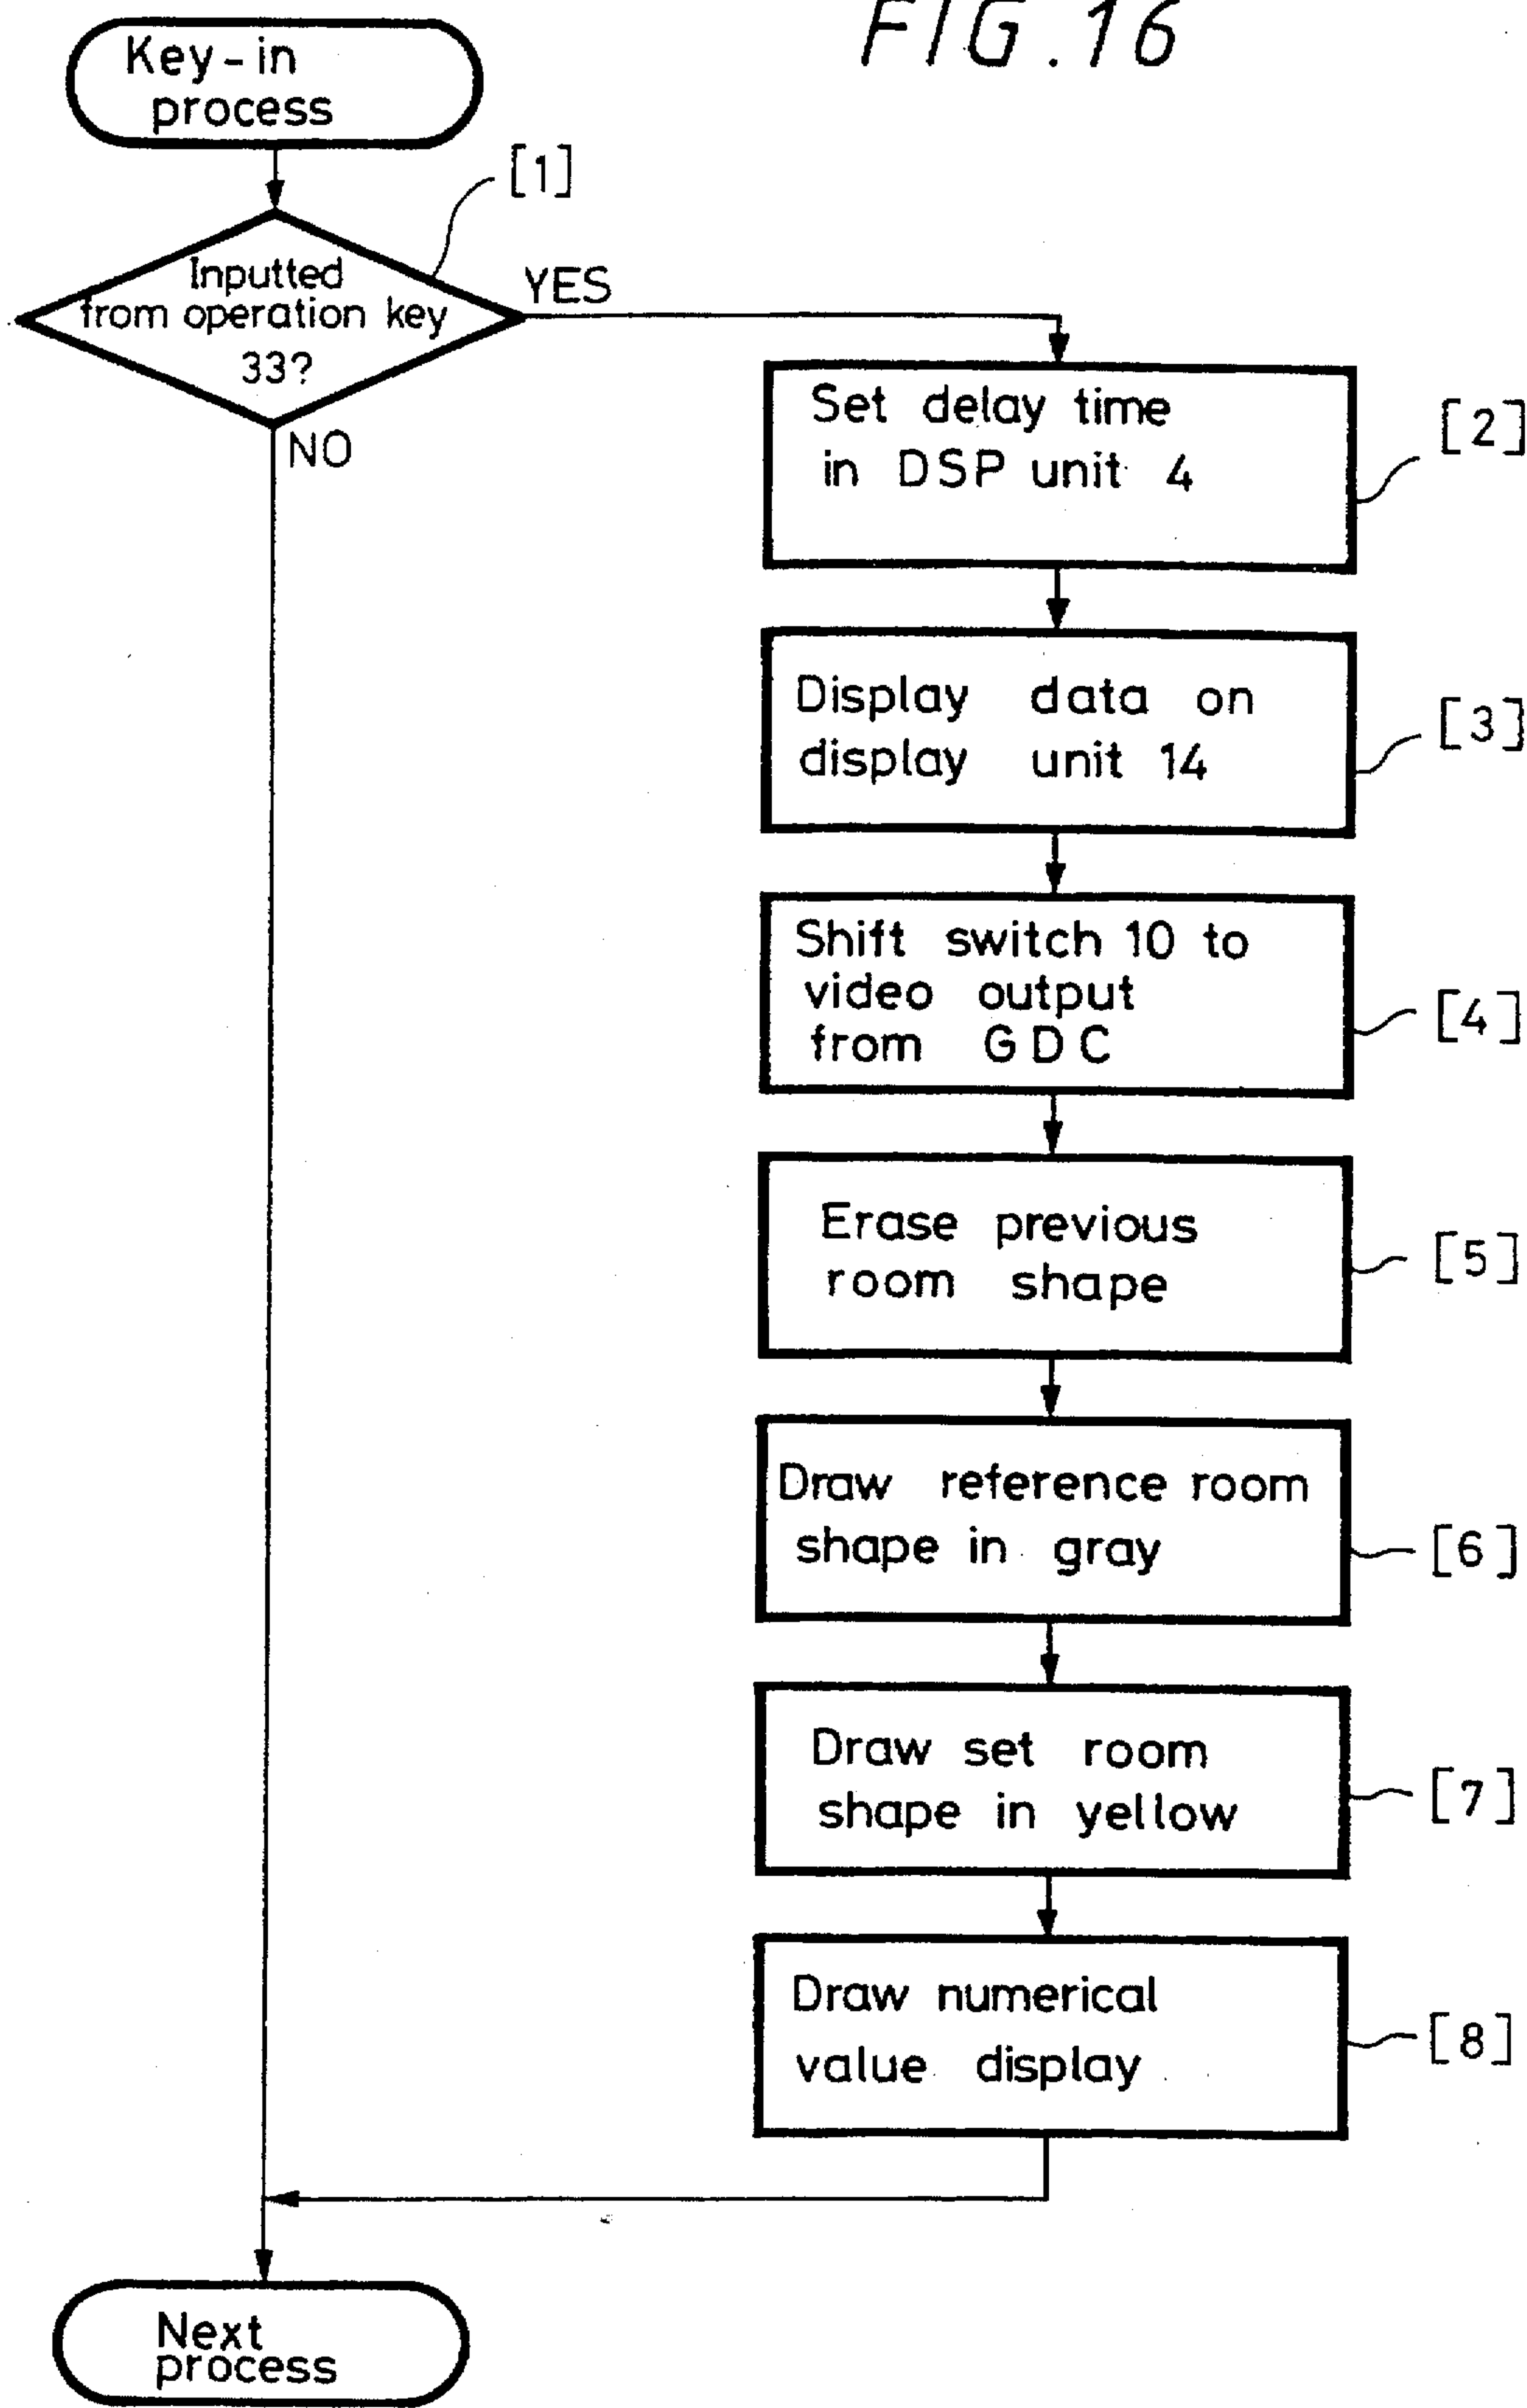 FIG.16
Key-in
process
[1]
Inputted
from operation key
33?
YES
NO
Set delay time
in DSP unit 4
[2]
Display data on
display unit 14
[3]
Shift switch 10 to
video output
from GDC
[4]
Erase previous
room shape
[5]
Draw reference room
shape in gray
[6]
Draw set room
shape in yellow
[7]
Draw numerical
value display
[8]
Next
process